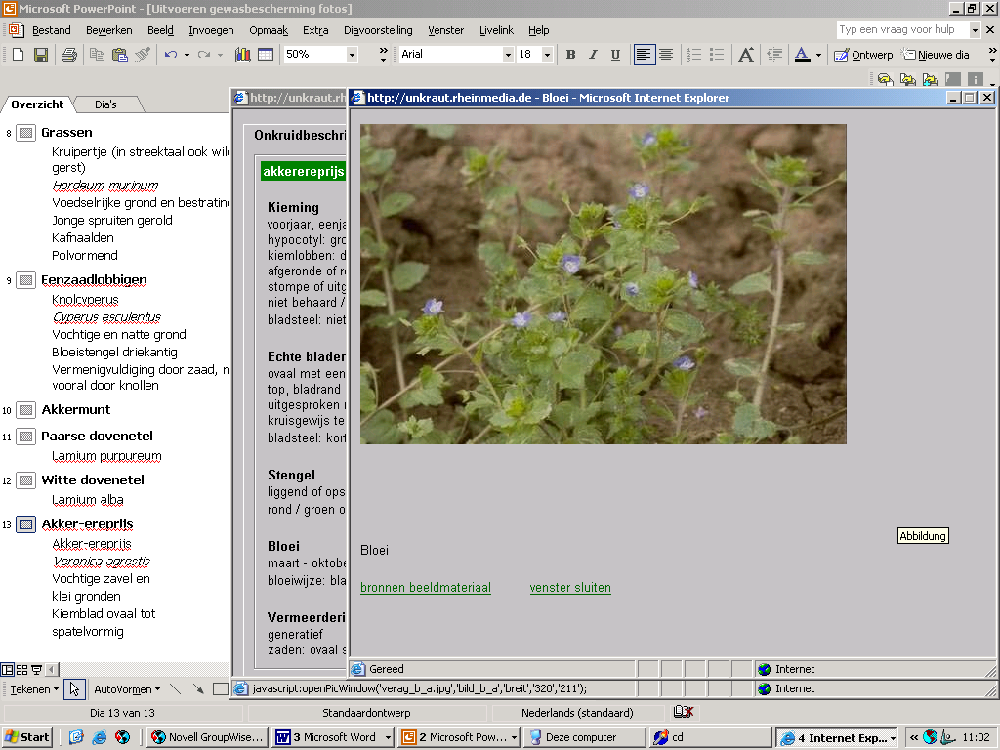 Microsoft PowerPoint - [Uitvoeren gewasbescherming fotos]
Bestand Bewerken Beeld Invoegen Opmaak Extra Diavoorstelling Venster Livelink Help
Typ een vraag voor hulp
50% Arial 18 B I U A A Ontwerp Nieuwe dia
Overzicht Dia's
8 Grassen
Kruipertje (in streektaal ook wil
gerst)
Hordeum murinum
Voedselrijke grond en bestratin
Jonge spruiten gerold
Kafnaalden
Polvormend
9 Eenzaadlobbigen
Knolcyperus
Cyperus esculentus
Vochtige en natte grond
Bloeistengel driekantig
Vermenigvuldiging door zaad, m
vooral door knollen
10 Akkermunt
11 Paarse dovenetel
Lamium purpureum
12 Witte dovenetel
Lamium alba
13 Akker-ereprijs
Akker-ereprijs
Veronica agrestis
Vochtige zavel en
klei gronden
Kiemblad ovaal tot
spatelvormig
http://unkraut.rh
Onkruidbeschri
akkerereprijs
Kieming
voorjaar, eenja
hypocotyl: gro
kiemlobben: d
afgeronde of r
stompe of uitg
niet behaard /
bladsteel: niet
Echte bladen
ovaal met een
top, bladrand
uitgesproken
kruisgewijs te
bladsteel: kort
Stengel
liggend of ops
rond / groen o
Bloei
maart - oktobe
bloeiwijze: bla
Vermeerderi
generatief
zaden: ovaal s
http://unkraut.rheinmedia.de - Bloei - Microsoft Internet Explorer
Abbildung
Bloei
bronnen beeldmateriaal venster sluiten
Gereed Internet
javascript:openPicWindow('verag_b_a.jpg','bild_b_a','breit','320','211'); Internet
Tekenen AutoVormen
Dia 13 van 13 Standaardontwerp Nederlands (standaard)
Start Novell GroupWise... 3 Microsoft Word 2 Microsoft Pow... Deze computer cd 4 Internet Exp... « 11:02